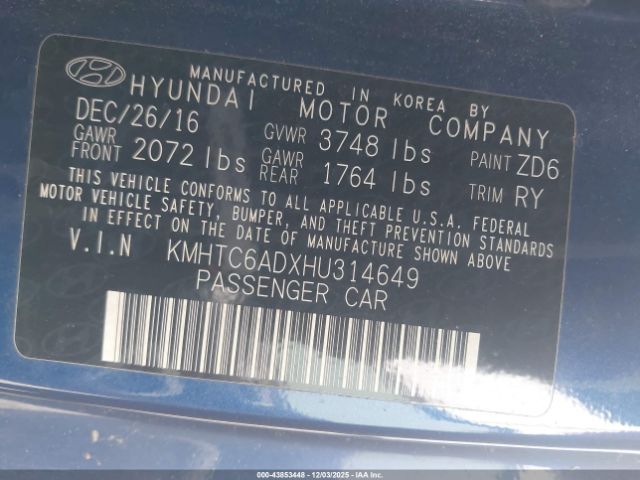 MANUFACTURED IN KOREA BY
HYUNDAI MOTOR COMPANY
DEC/26/16 GVWR 3748 lbs PAINT ZD6
GAWR FRONT 2072 lbs GAWR REAR 1764 lbs TRIM RY
THIS VEHICLE CONFORMS TO ALL APPLICABLE U.S.A. FEDERAL
MOTOR VEHICLE SAFETY, BUMPER, AND THEFT PREVENTION STANDARDS
IN EFFECT ON THE DATE OF MANUFACTURE SHOWN ABOVE
V.I.N KMHTC6ADXHU314649
PASSENGER CAR
000-43853448 - 12/03/2025 - IAAI.COM